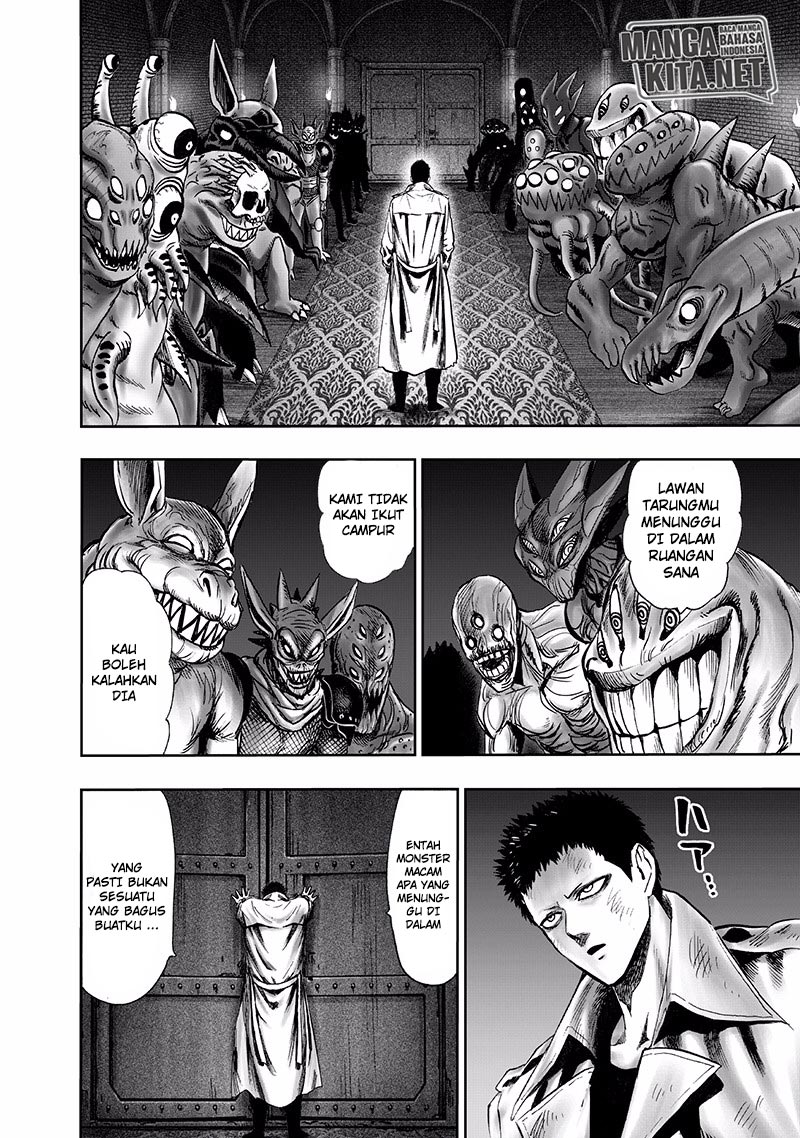 MANGA
KITA.NET
BACA MANGA
BAHASA
INDONESIA
LAWAN
TARUNGMU
MENUNGGU
DI DALAM
RUANGAN
SANA
KAMI TIDAK
AKAN IKUT
CAMPUR
KAU
BOLEH
KALAHKAN
DIA
ハァ…
ENTAH
MONSTER
MACAM
APA YANG
MENUNG-
GU DI
DALAM
YANG
PASTI BUKAN
SESUATU
YANG BAGUS
BUATKU ...